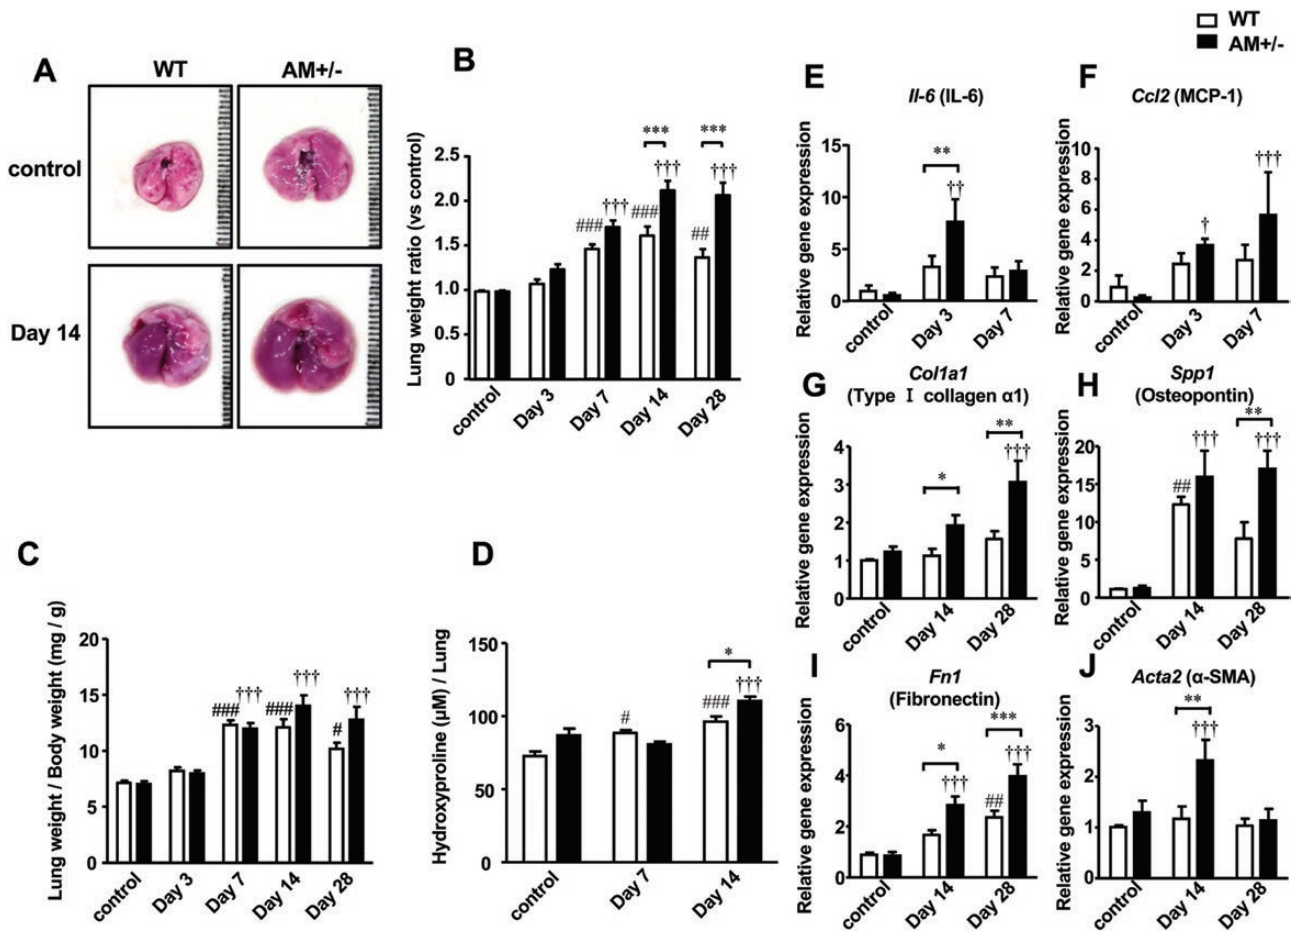 WT
AM+/-
A
WT
AM+/-
control
Day 14
B
Lung weight ratio (vs control)
2.5
2.0
1.5
1.0
0.5
0
###
†††
***
###
†††
***
##
†††
control
Day 3
Day 7
Day 14
Day 28
C
Lung weight / Body weight (mg / g)
20
15
10
5
0
###
†††
###
†††
#
†††
control
Day 3
Day 7
Day 14
Day 28
D
Hydroxyproline (μM) / Lung
150
100
50
0
#
*
###
†††
control
Day 7
Day 14
E
Il-6 (IL-6)
Relative gene expression
15
10
5
0
**
††
control
Day 3
Day 7
F
Ccl2 (MCP-1)
Relative gene expression
10
8
6
4
2
0
†
†††
control
Day 3
Day 7
G
Col1a1
(Type Ⅰ collagen α1)
Relative gene expression
4
3
2
1
0
*
**
†††
control
Day 14
Day 28
H
Spp1
(Osteopontin)
Relative gene expression
20
15
10
5
0
##
†††
**
†††
control
Day 14
Day 28
I
Fn1
(Fibronectin)
Relative gene expression
6
4
2
0
*
†††
***
##
†††
control
Day 14
Day 28
J
Acta2 (α-SMA)
Relative gene expression
3
2
1
0
**
†††
control
Day 14
Day 28